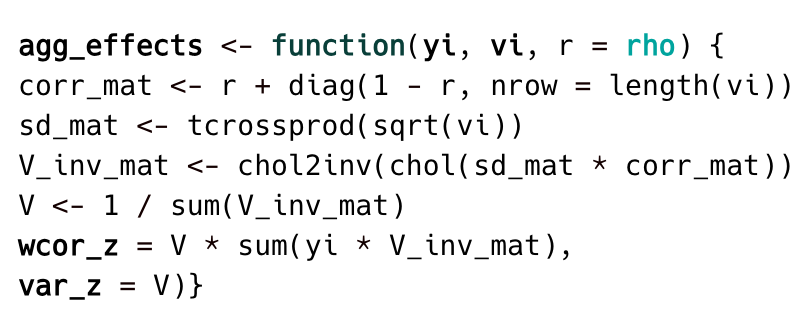 agg_effects <- function(yi, vi, r = rho) {
corr_mat <- r + diag(1 - r, nrow = length(vi))
sd_mat <- tcrossprod(sqrt(vi))
V_inv_mat <- chol2inv(chol(sd_mat * corr_mat))
V <- 1 / sum(V_inv_mat)
wcor_z = V * sum(yi * V_inv_mat),
var_z = V)}